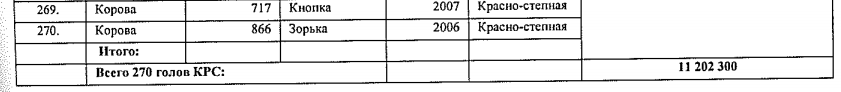 269. Корова 717 Кнопка 2007 Красно-степная
270. Корова 866 Зорька 2006 Красно-степная
Итого:
Всего 270 голов КРС: 11 202 300